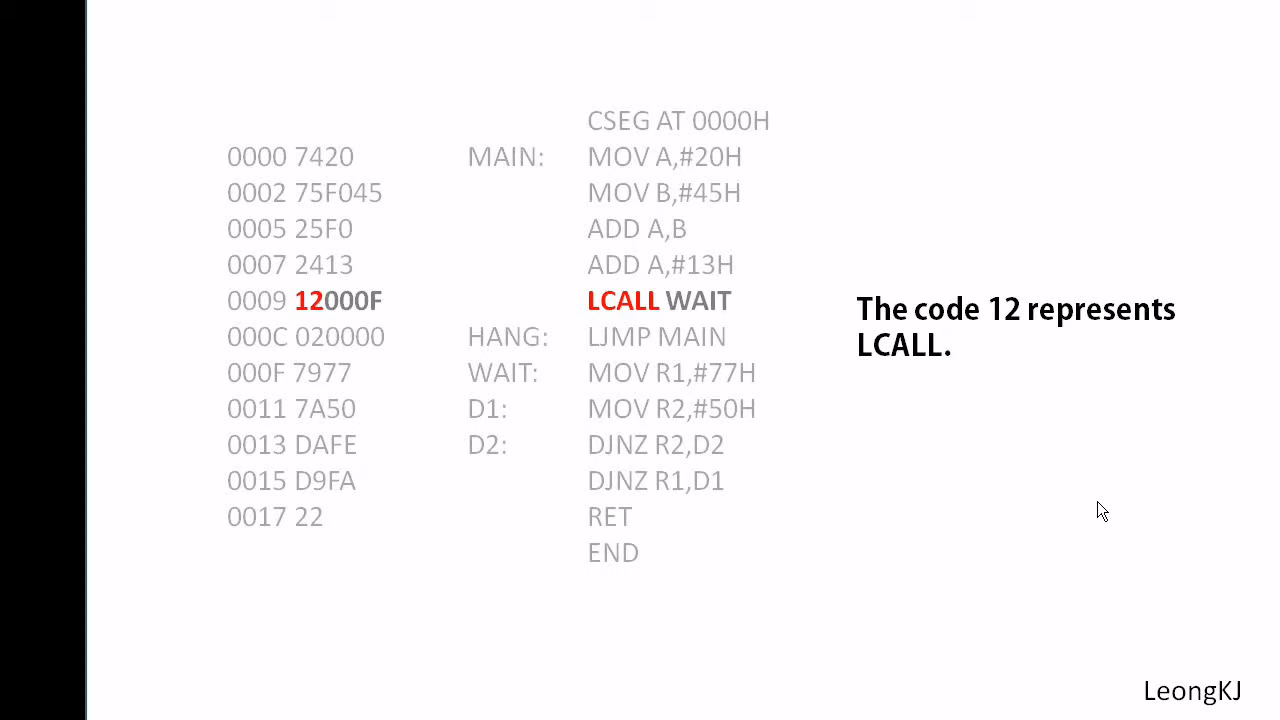 CSEG AT 0000H
0000 7420 MAIN: MOV A,#20H
0002 75F045 MOV B,#45H
0005 25F0 ADD A,B
0007 2413 ADD A,#13H
0009 12000F LCALL WAIT
000C 020000 HANG: LJMP MAIN
000F 7977 WAIT: MOV R1,#77H
0011 7A50 D1: MOV R2,#50H
0013 DAFE D2: DJNZ R2,D2
0015 D9FA DJNZ R1,D1
0017 22 RET
END
The code 12 represents
LCALL.
LeongKJ